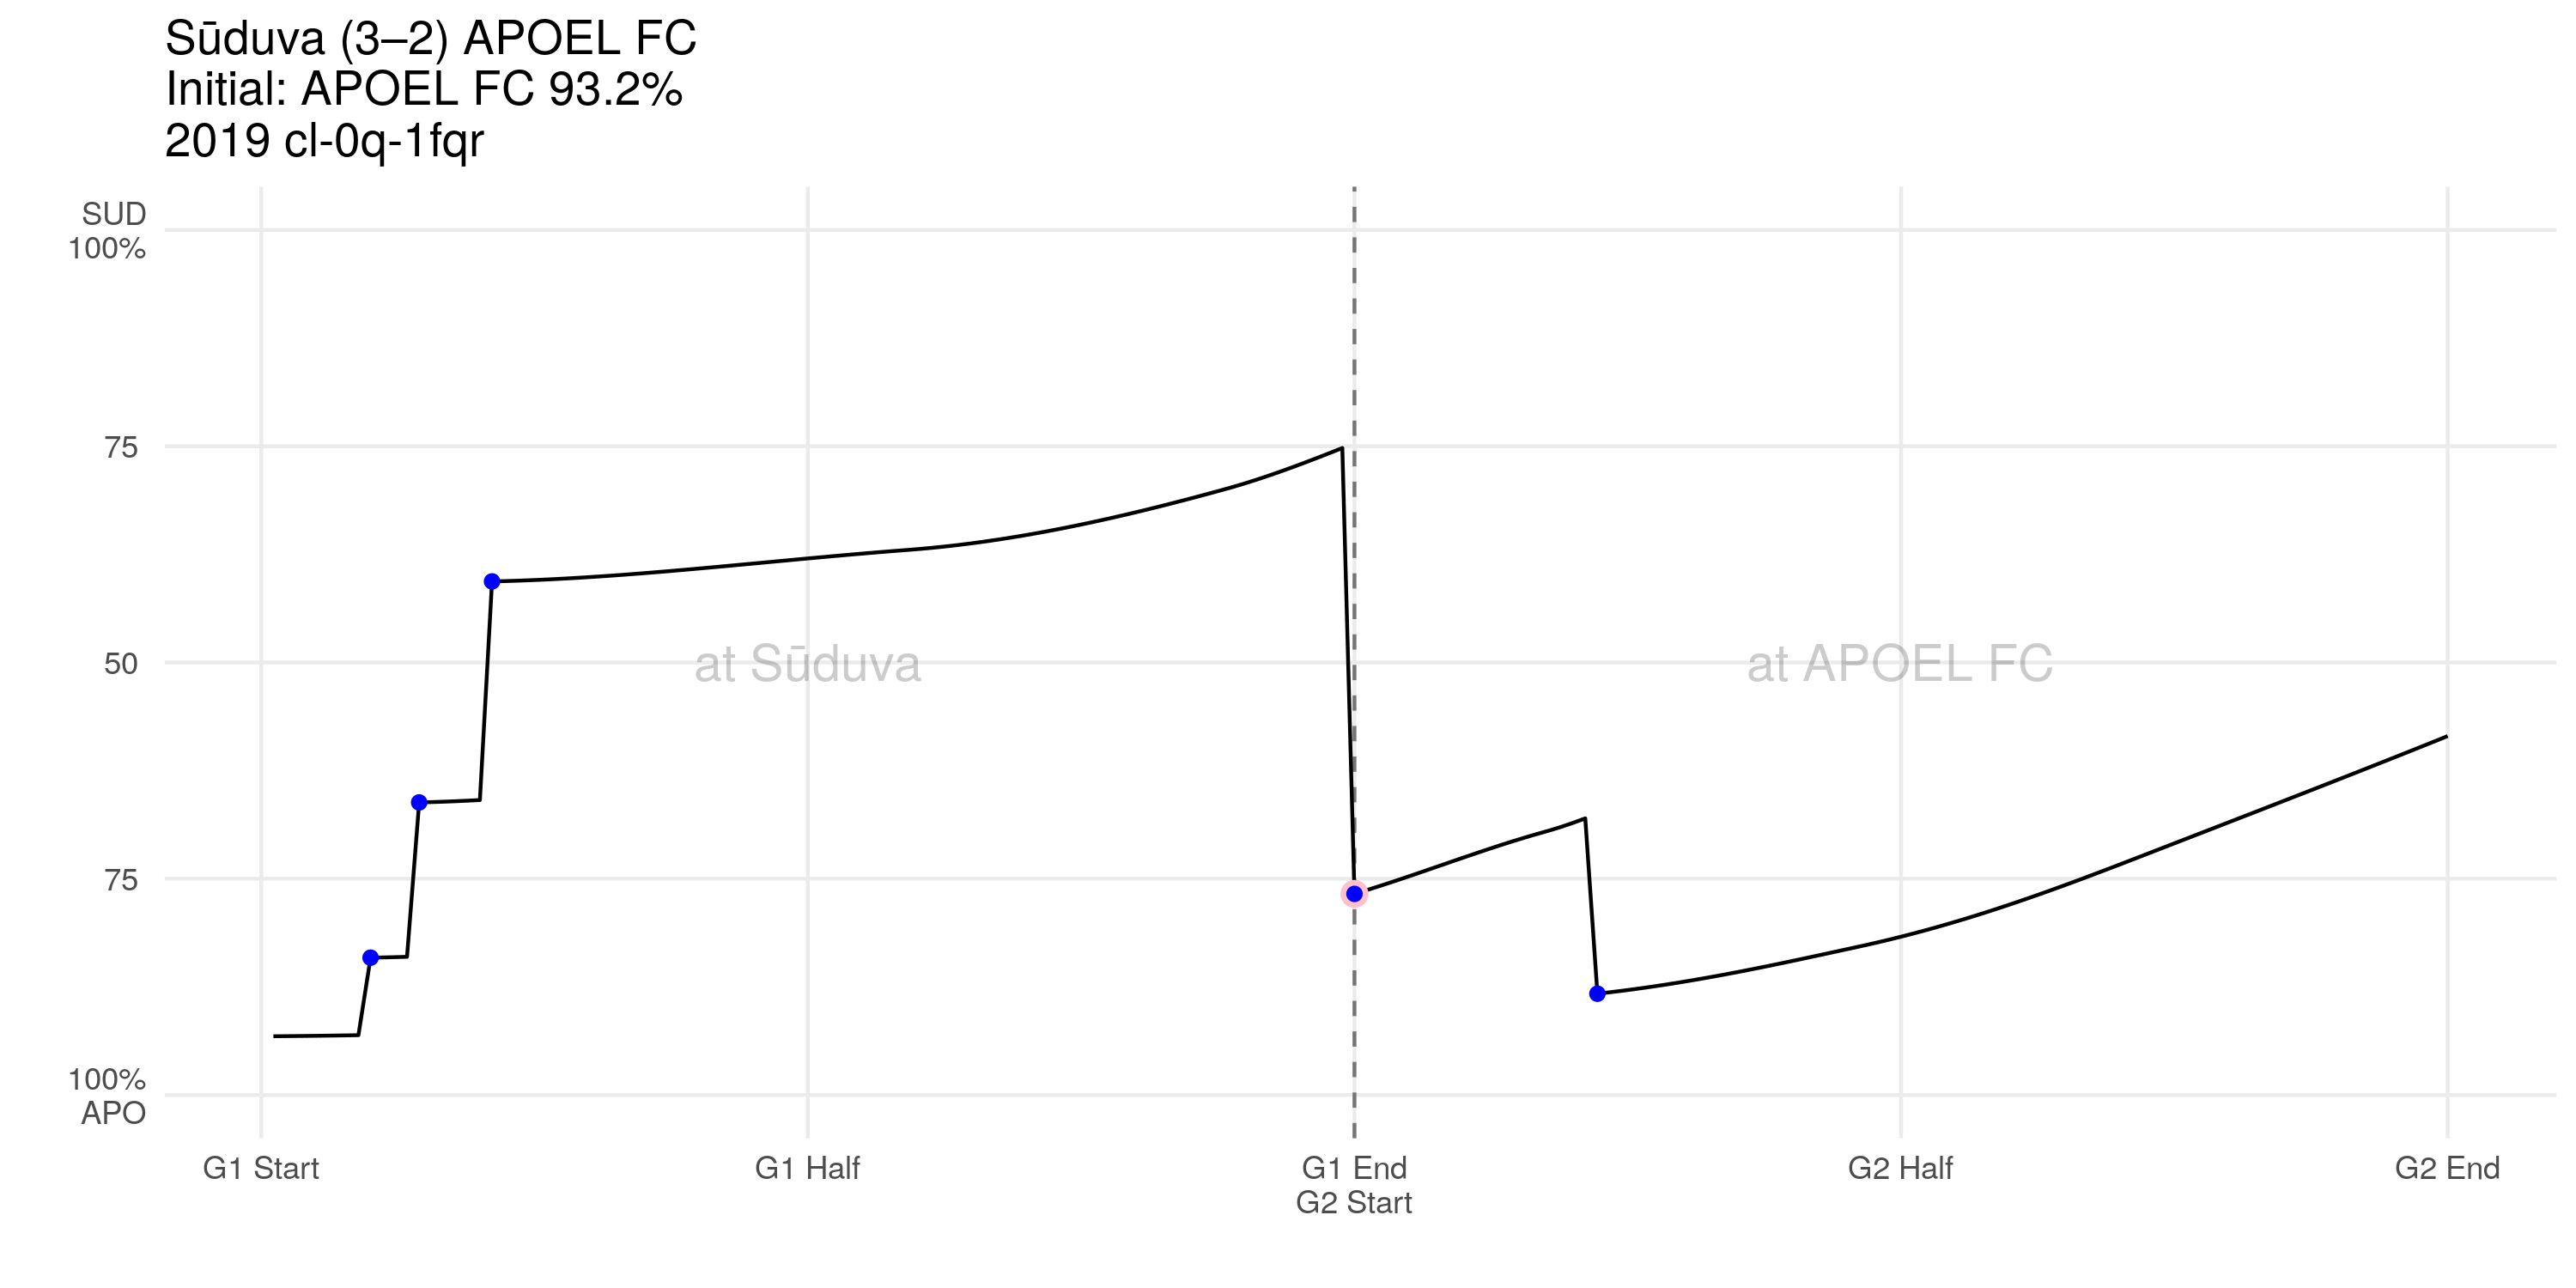 Sūduva (3–2) APOEL FC
Initial: APOEL FC 93.2%
2019 cl-0q-1fqr
SUD
100%
75
50
75
100%
APO
at Sūduva
at APOEL FC
G1 Start
G1 Half
G1 End
G2 Start
G2 Half
G2 End